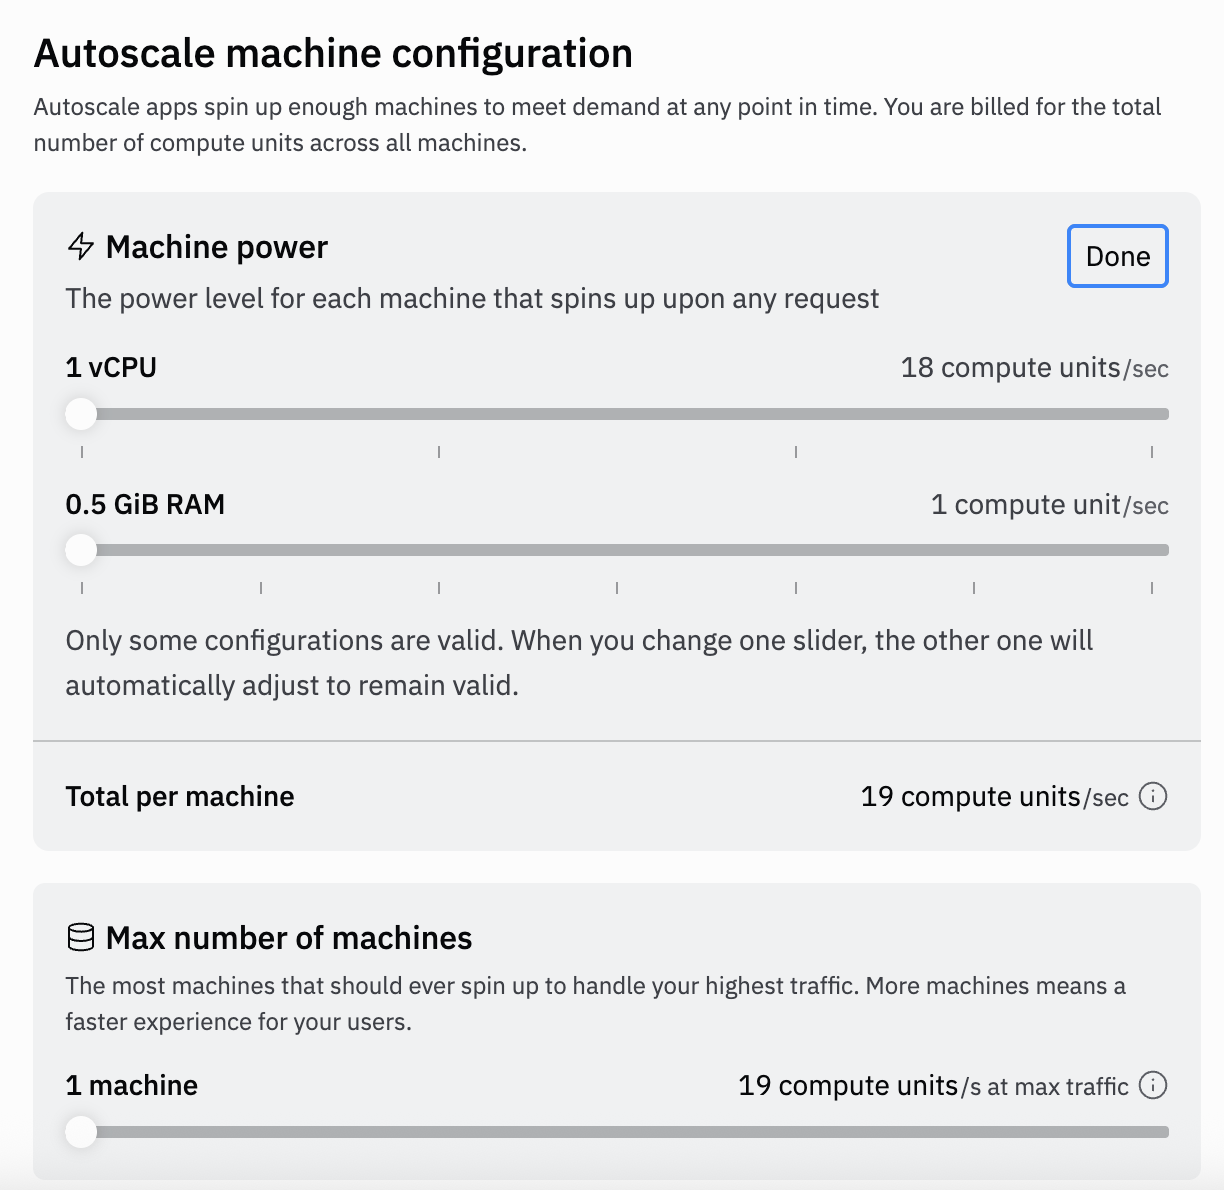 Autoscale machine configuration
Autoscale apps spin up enough machines to meet demand at any point in time. You are billed for the total
number of compute units across all machines.
Machine power
Done
The power level for each machine that spins up upon any request
1 vCPU 18 compute units/sec
0.5 GiB RAM 1 compute unit/sec
Only some configurations are valid. When you change one slider, the other one will
automatically adjust to remain valid.
Total per machine 19 compute units/sec
Max number of machines
The most machines that should ever spin up to handle your highest traffic. More machines means a
faster experience for your users.
1 machine 19 compute units/s at max traffic